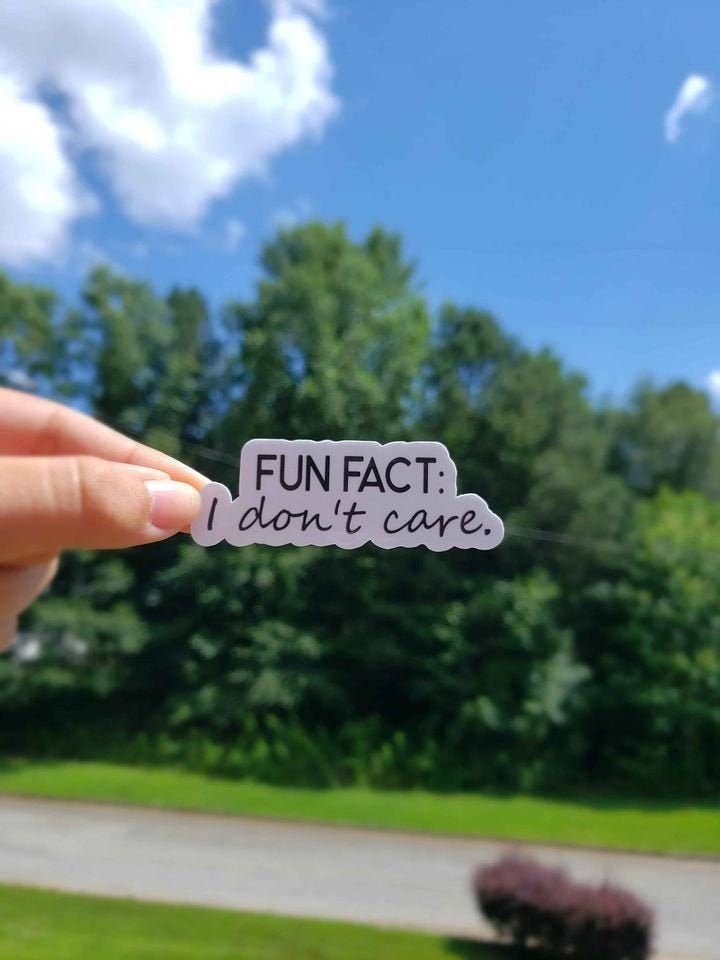 FUN FACT:
I don't care.